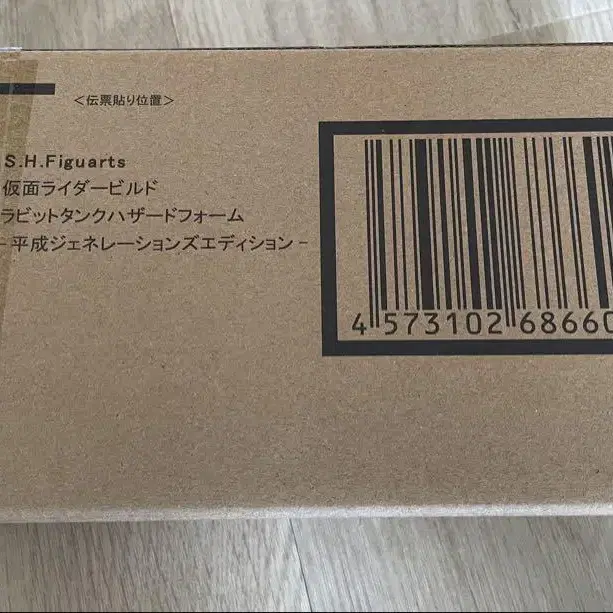 <伝票貼り位置>
S.H.Figuarts
仮面ライダービルド
ラビットタンクハザードフォーム
-平成ジェネレーションズエディション-
4 573102 68660